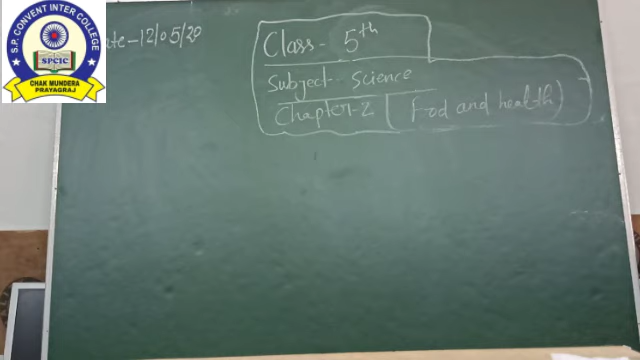 S.P. CONVENT INTER COLLEGE
SPCIC
CHAK MUNDERA
PRAYAGRAJ
ate-12/05/20
Class- 5th
Subject- Science
Chapter-2 ( Fod and health)